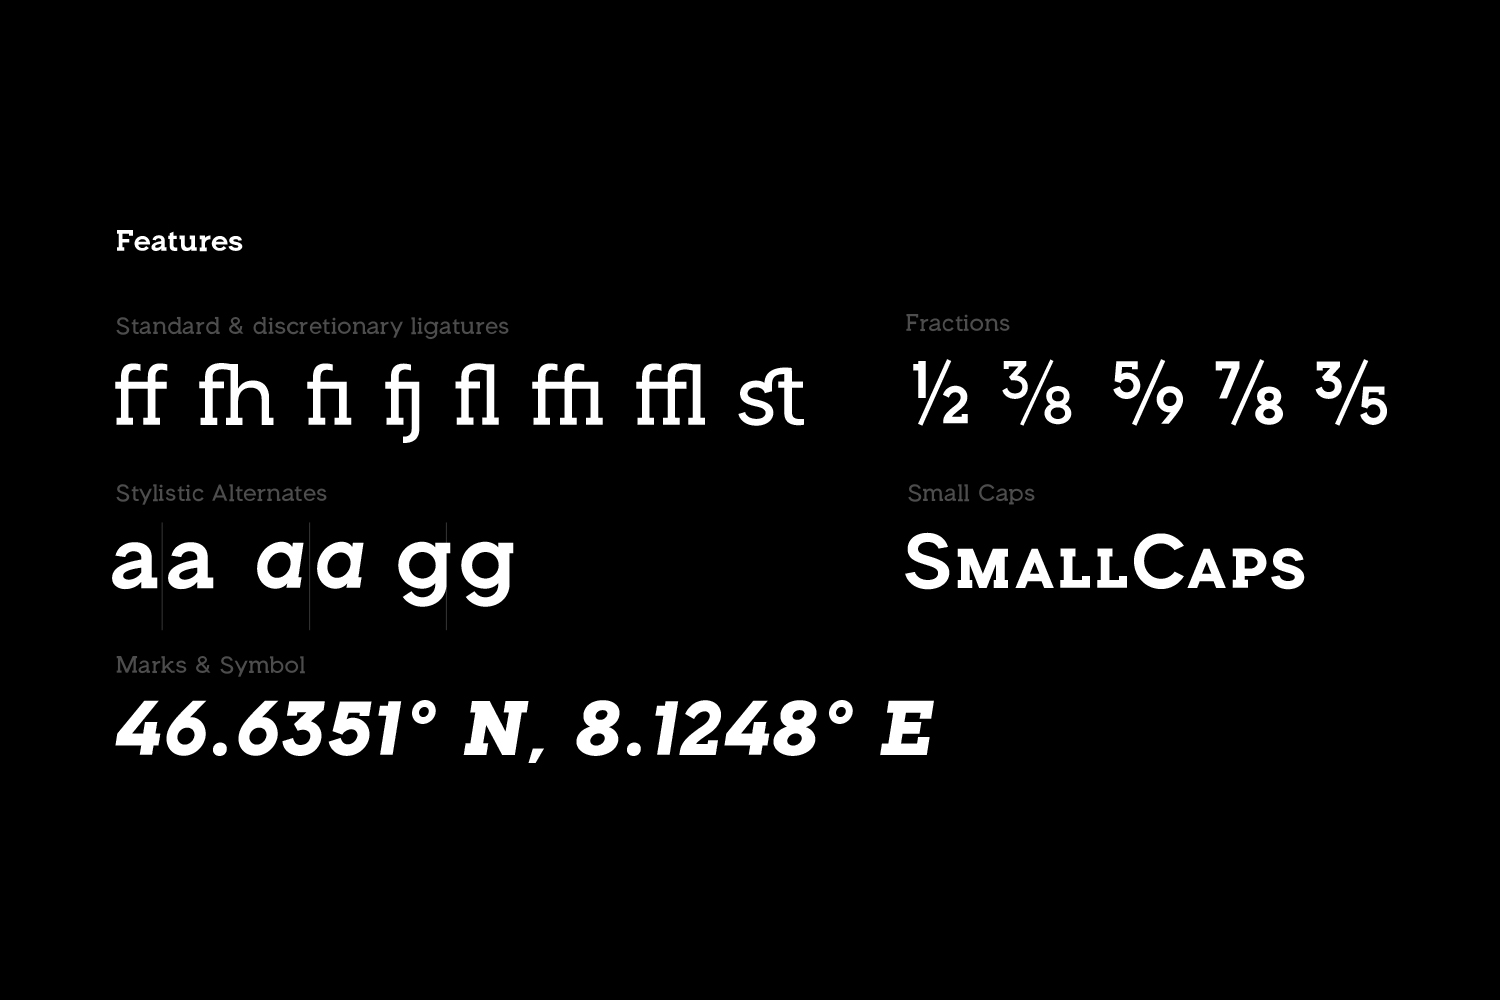 Features
Standard & discretionary ligatures
ff fh fi fj fl ffi ffl st
Fractions
1/2 3/8 5/9 7/8 3/5
Stylistic Alternates
aa aa gg
Small Caps
SmallCaps
Marks & Symbol
46.6351° N, 8.1248° E